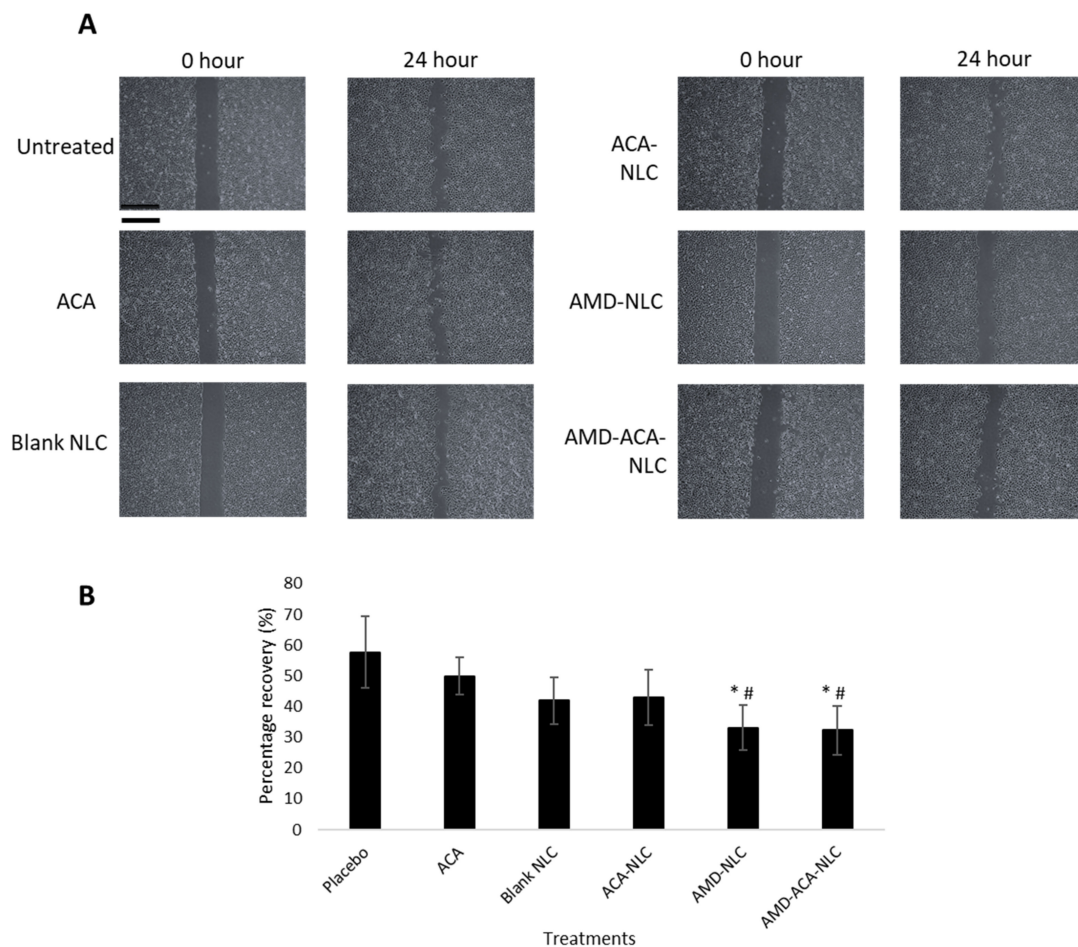 A
0 hour
24 hour
0 hour
24 hour
Untreated
ACA-
NLC
ACA
AMD-NLC
Blank NLC
AMD-ACA-
NLC
B
Percentage recovery (%)
80
70
60
50
40
30
20
10
0
* #
* #
Placebo
ACA
Blank NLC
ACA-NLC
AMD-NLC
AMD-ACA-NLC
Treatments